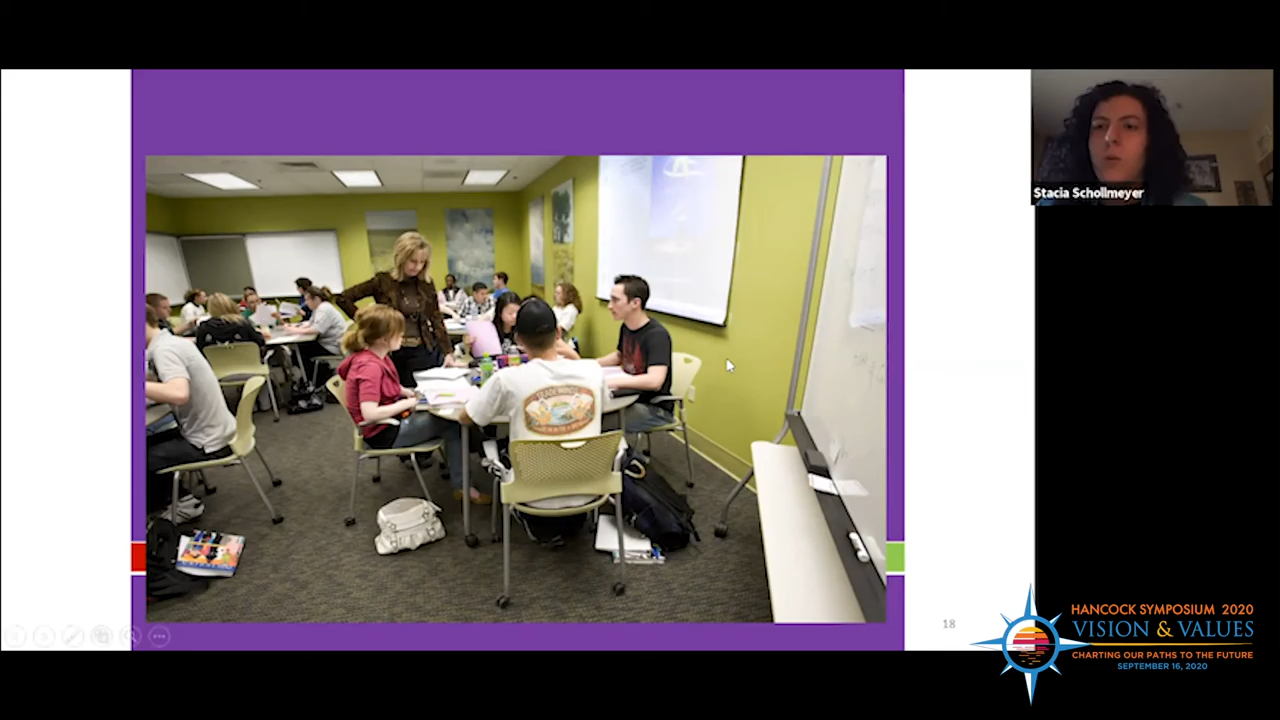 Stacia Schollmeyer
18
HANCOCK SYMPOSIUM 2020
VISION & VALUES
CHARTING OUR PATHS TO THE FUTURE
SEPTEMBER 16, 2020